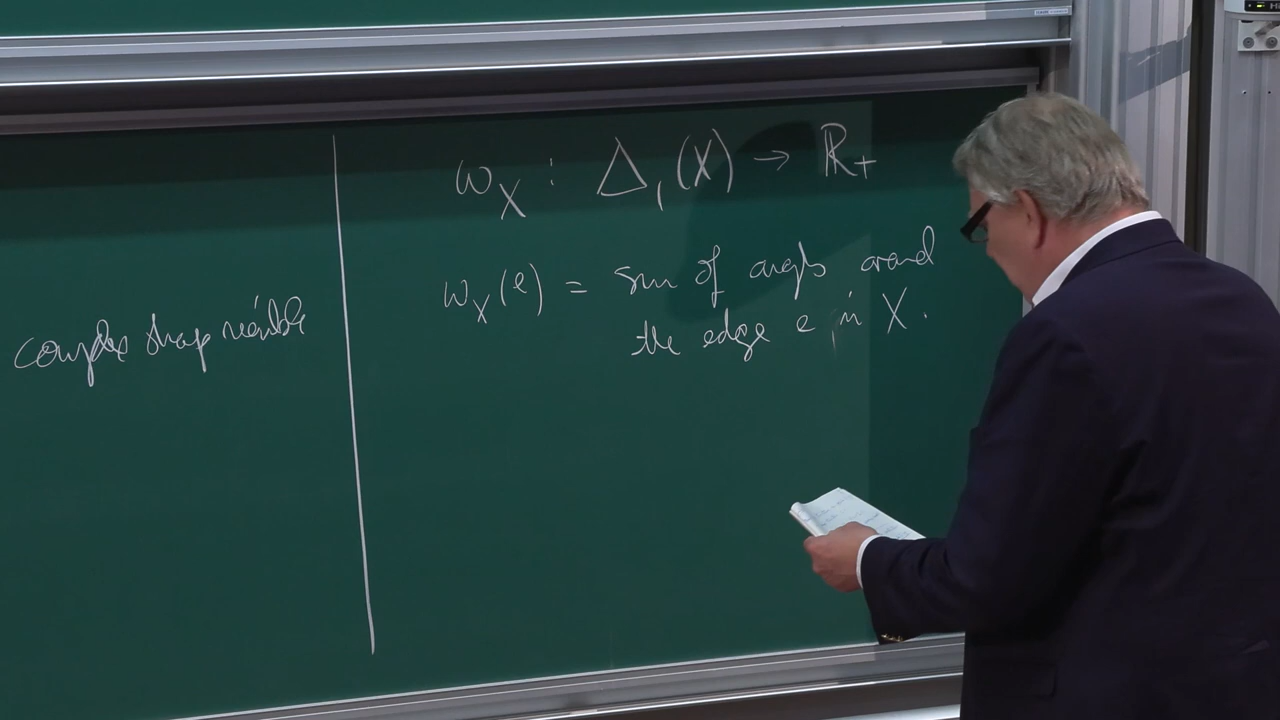 complex shape variable
ω_X : Δ_1(X) → ℝ_+
ω_X(e) = sum of angles around
the edge e in X.